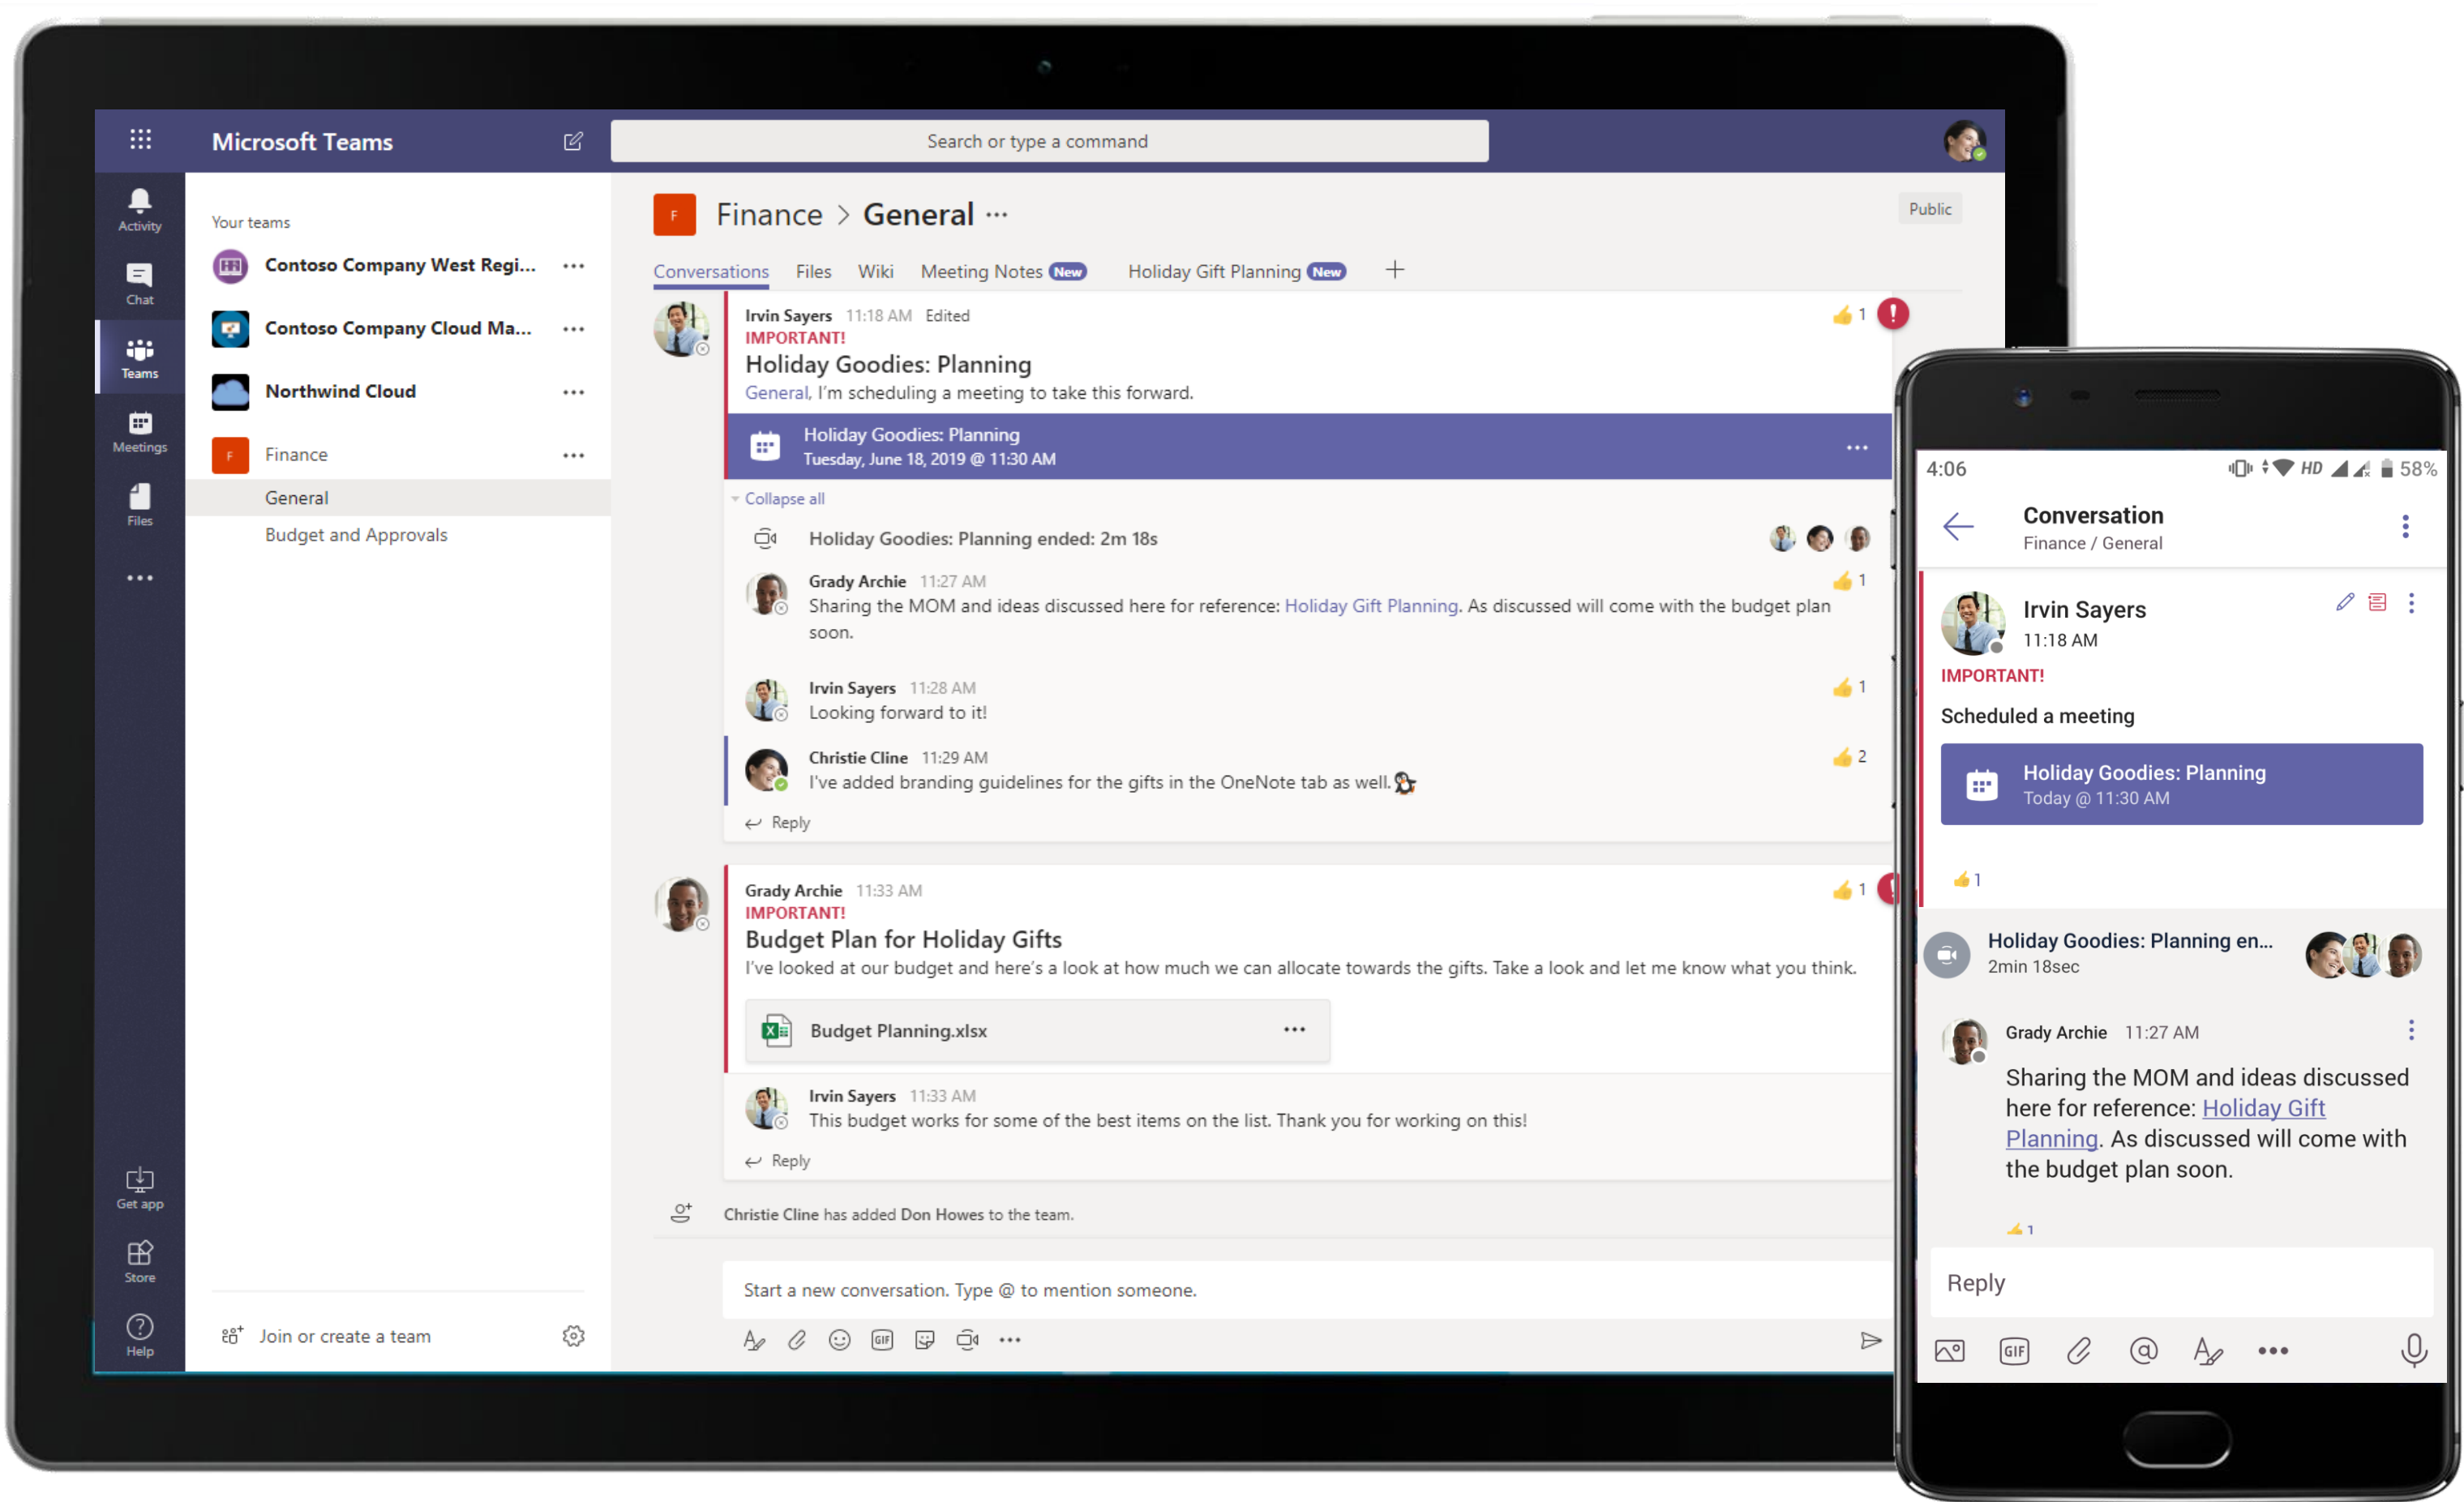 Microsoft Teams
Search or type a command
Activity
Chat
Teams
Meetings
Files
Get app
Store
Help
Your teams
Contoso Company West Regi...
Contoso Company Cloud Ma...
Northwind Cloud
F Finance
General
Budget and Approvals
Join or create a team
F Finance > General
Public
Conversations Files Wiki Meeting Notes New Holiday Gift Planning New
Irvin Sayers 11:18 AM Edited 1
IMPORTANT!
Holiday Goodies: Planning
General, I'm scheduling a meeting to take this forward.
Holiday Goodies: Planning
Tuesday, June 18, 2019 @ 11:30 AM
Collapse all
Holiday Goodies: Planning ended: 2m 18s
Grady Archie 11:27 AM 1
Sharing the MOM and ideas discussed here for reference: Holiday Gift Planning. As discussed will come with the budget plan
soon.
Irvin Sayers 11:28 AM 1
Looking forward to it!
Christie Cline 11:29 AM 2
I've added branding guidelines for the gifts in the OneNote tab as well.
Reply
Grady Archie 11:33 AM 1
IMPORTANT!
Budget Plan for Holiday Gifts
I've looked at our budget and here's a look at how much we can allocate towards the gifts. Take a look and let me know what you think.
Budget Planning.xlsx
Irvin Sayers 11:33 AM
This budget works for some of the best items on the list. Thank you for working on this!
Reply
Christie Cline has added Don Howes to the team.
Start a new conversation. Type @ to mention someone.
GIF
4:06 HD 58%
Conversation
Finance / General
Irvin Sayers
11:18 AM
IMPORTANT!
Scheduled a meeting
Holiday Goodies: Planning
Today @ 11:30 AM
1
Holiday Goodies: Planning en...
2min 18sec
Grady Archie 11:27 AM
Sharing the MOM and ideas discussed
here for reference: Holiday Gift
Planning. As discussed will come with
the budget plan soon.
1
Reply
GIF